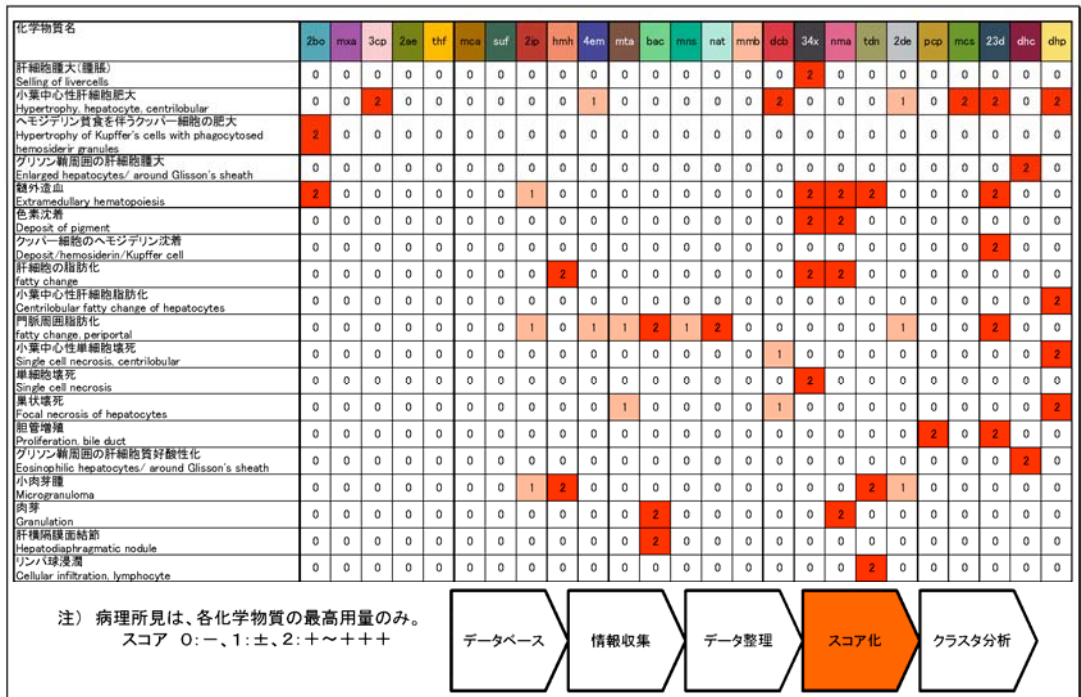 化学物質名 2bo mxa 3cp 2ae thf mca suf 2ip hmh 4em mta bac mns nat mmb dcb 34x nma tdn 2de pcp mcs 23d dhc dhp
肝細胞腫大(腫脹)
Selling of livercells 0 0 0 0 0 0 0 0 0 0 0 0 0 0 0 0 2 0 0 0 0 0 0 0 0
小葉中心性肝細胞肥大
Hypertrophy, hepatocyte, centrilobular 0 0 2 0 0 0 0 0 0 1 0 0 0 0 0 2 0 0 0 1 0 2 2 0 2
ヘモジデリン貧食を伴うクッパー細胞の肥大
Hypertrophy of Kupffer's cells with phagocytosed
hemosiderir granules 2 0 0 0 0 0 0 0 0 0 0 0 0 0 0 0 0 0 0 0 0 0 0 0 0
グリソン鞘周囲の肝細胞腫大
Enlarged hepatocytes/ around Glisson's sheath 0 0 0 0 0 0 0 0 0 0 0 0 0 0 0 0 0 0 0 0 0 0 0 2 0
髄外造血
Extramedullary hematopoiesis 2 0 0 0 0 0 0 1 0 0 0 0 0 0 0 0 2 2 2 0 0 0 2 0 0
色素沈着
Deposit of pigment 0 0 0 0 0 0 0 0 0 0 0 0 0 0 0 0 2 2 0 0 0 0 0 0 0
クッパー細胞のヘモジデリン沈着
Deposit/hemosiderin/Kupffer cell 0 0 0 0 0 0 0 0 0 0 0 0 0 0 0 0 0 0 0 0 0 0 2 0 0
肝細胞の脂肪化
fatty change 0 0 0 0 0 0 0 0 2 0 0 0 0 0 0 0 2 2 0 0 0 0 0 0 0
小葉中心性肝細胞脂肪化
Centrilobular fatty change of hepatocytes 0 0 0 0 0 0 0 0 0 0 0 0 0 0 0 0 0 0 0 0 0 0 0 0 2
門脈周囲脂肪化
fatty change, periportal 0 0 0 0 0 0 0 1 0 1 1 2 1 2 0 0 0 0 0 1 0 0 2 0 0
小葉中心性単細胞壊死
Single cell necrosis, centrilobular 0 0 0 0 0 0 0 0 0 0 0 0 0 0 0 1 0 0 0 0 0 0 0 0 2
単細胞壊死
Single cell necrosis 0 0 0 0 0 0 0 0 0 0 0 0 0 0 0 0 2 0 0 0 0 0 0 0 0
巣状壊死
Focal necrosis of hepatocytes 0 0 0 0 0 0 0 0 0 0 1 0 0 0 0 1 0 0 0 0 0 0 0 0 2
胆管増殖
Proliferation, bile duct 0 0 0 0 0 0 0 0 0 0 0 0 0 0 0 0 0 0 0 0 2 0 2 0 0
グリソン鞘周囲の肝細胞質好酸性化
Eosinophilic hepatocytes/ around Glisson's sheath 0 0 0 0 0 0 0 0 0 0 0 0 0 0 0 0 0 0 0 0 0 0 0 2 0
小肉芽腫
Microgranuloma 0 0 0 0 0 0 0 1 2 0 0 0 0 0 0 0 0 0 2 1 0 0 0 0 0
肉芽
Granulation 0 0 0 0 0 0 0 0 0 0 0 2 0 0 0 0 0 2 0 0 0 0 0 0 0
肝横隔膜面結節
Hepatodiaphragmatic nodule 0 0 0 0 0 0 0 0 0 0 0 2 0 0 0 0 0 0 0 0 0 0 0 0 0
リンパ球浸潤
Cellular infiltration, lymphocyte 0 0 0 0 0 0 0 0 0 0 0 0 0 0 0 0 0 0 2 0 0 0 0 0 0
注) 病理所見は、各化学物質の最高用量のみ。
スコア 0:-、1:±、2:+~+++
データベース 情報収集 データ整理 スコア化 クラスタ分析